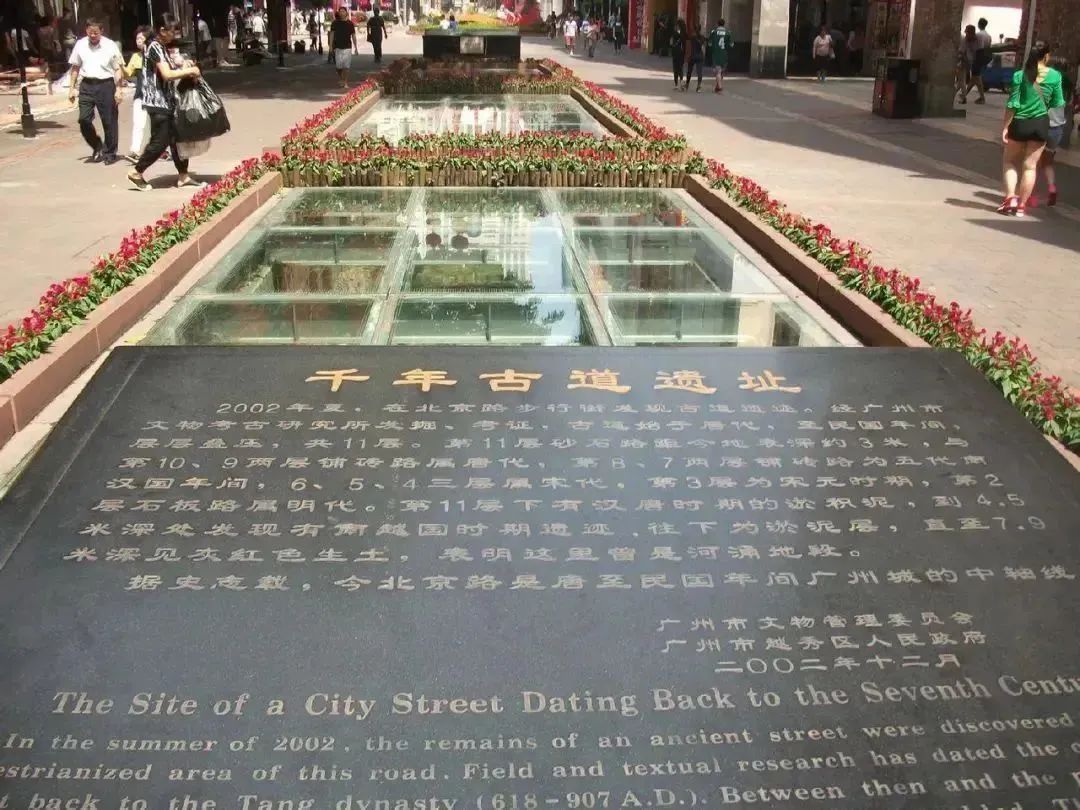 千年古道遗址
2002年夏，在北京路步行街发现古道遗迹。经广州市
文物考古研究所发掘、考证，古道始于唐代，至民国年间，
层层叠压，共11层。第11层砂石路距今地表深约3米，与
第10、9两层铺砖路属唐代，第8、7两层铺砖路为五代南
汉国年间，6、5、4三层属宋代，第3层为宋元时期，第2
层石板路属明代。第11层下有汉唐时期的淤积泥，到4.5
米深处发现有南越国时期遗迹，往下为淤泥层，直至7.9
米深见灰红色生土，表明这里曾是河涌地段。
据史志载，今北京路是唐至民国年间广州城的中轴线
广州市文物管理委员会
广州市越秀区人民政府
二〇〇二年十二月
The Site of a City Street Dating Back to the Seventh
In the summer of 2002, the remains of an ancient street were discovered
area of this road. Field and textual research has dated the
back to the Tang dynasty (618-907 A.D.). Between then and the